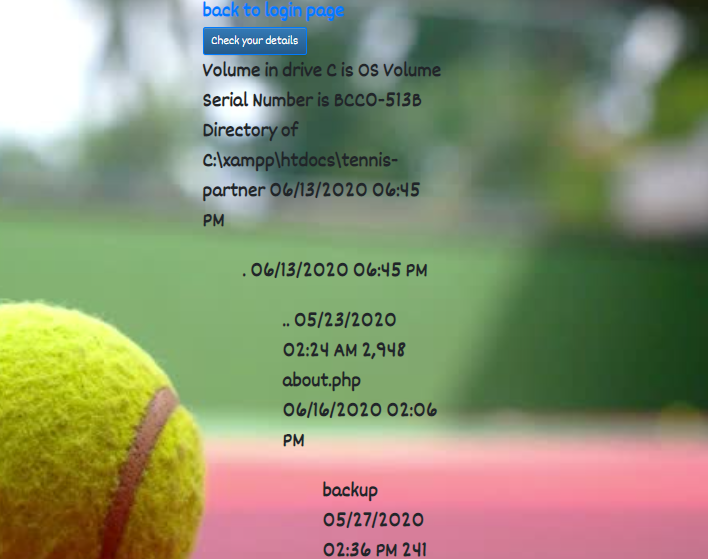 back to login page
Check your details
Volume in drive C is OS Volume
Serial Number is BCC0-513B
Directory of
C:\xampp\htdocs\tennis-
partner 06/13/2020 06:45
PM
. 06/13/2020 06:45 PM
.. 05/23/2020
02:24 AM 2,948
about.php
06/16/2020 02:06
PM
backup
05/27/2020
02:36 PM 241